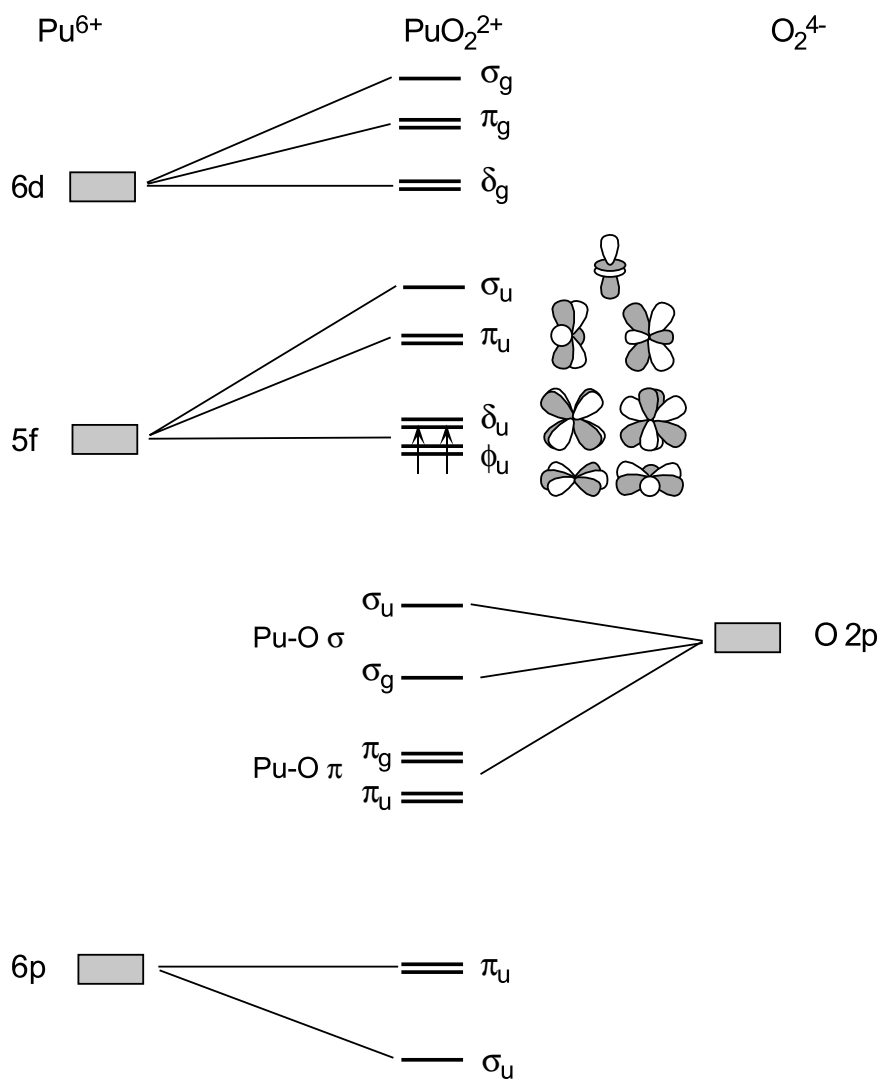 Pu⁶⁺ PuO₂²⁺ O₂⁴⁻
σg
πg
6d δg
σu
πu
δu
5f
ϕu
σu
Pu-O σ O 2p
σg
πg
Pu-O π
πu
6p πu
σu